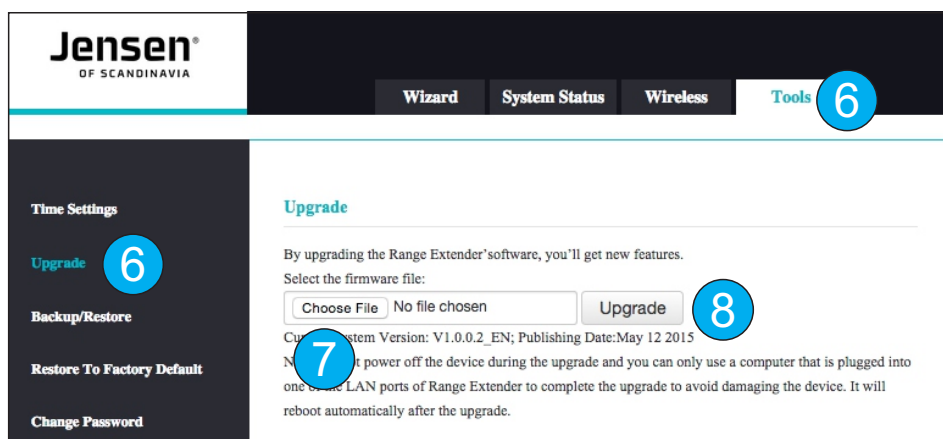 Jensen®
OF SCANDINAVIA
Wizard System Status Wireless Tools 6
Time Settings
Upgrade 6
Backup/Restore
Restore To Factory Default
Change Password
Upgrade
By upgrading the Range Extender'software, you'll get new features.
Select the firmware file:
Choose File No file chosen Upgrade 8
System Version: V1.0.0.2_EN; Publishing Date:May 12 2015
7 power off the device during the upgrade and you can only use a computer that is plugged into
one of the LAN ports of Range Extender to complete the upgrade to avoid damaging the device. It will
reboot automatically after the upgrade.